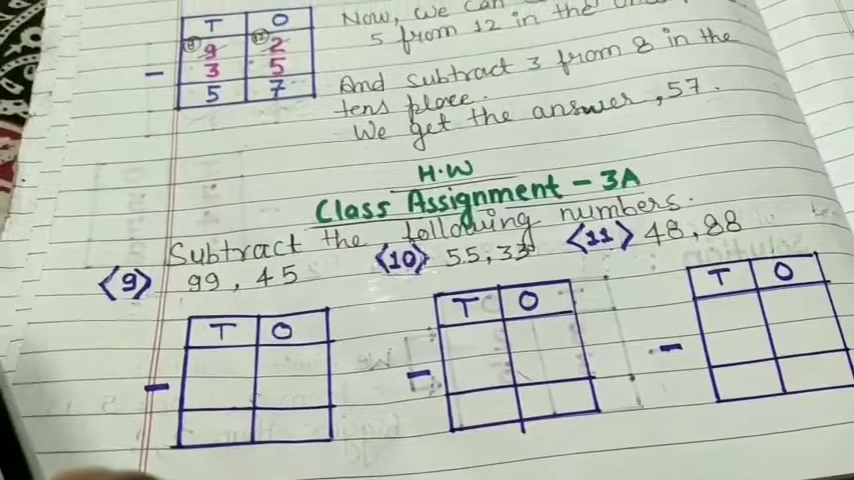 T O
Now, we can
8 12
9 2
5 from 12 in the
- 3 5
And subtract 3 from 8 in the
5 7
tens place.
We get the answer, 57.
H.W
Class Assignment - 3A
Subtract the following numbers.
<9> 99, 45 <10> 55, 33 <11> 48, 88
T O T O T O
- - -